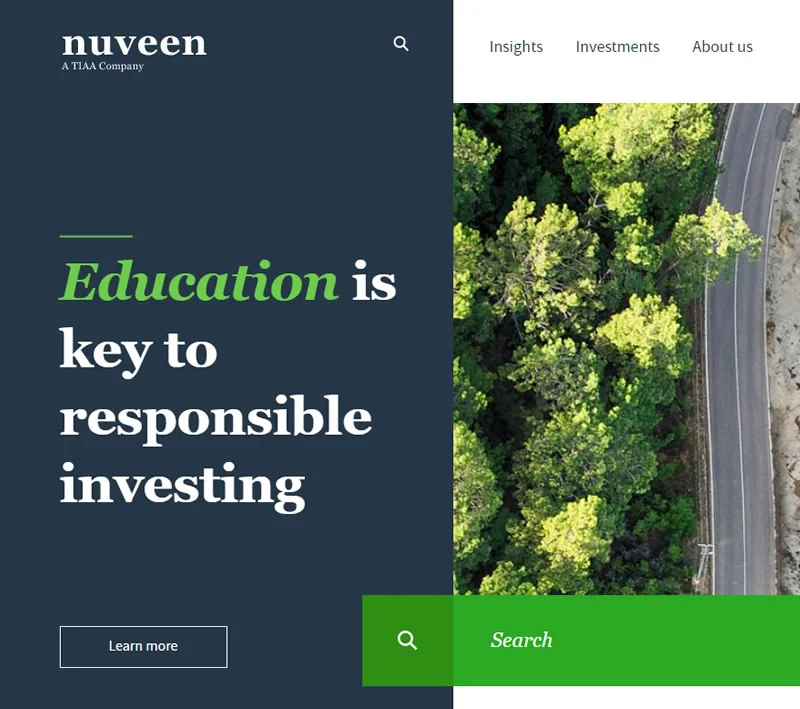 nuveen
A TIAA Company
Insights Investments About us
Education is
key to
responsible
investing
Learn more
Search